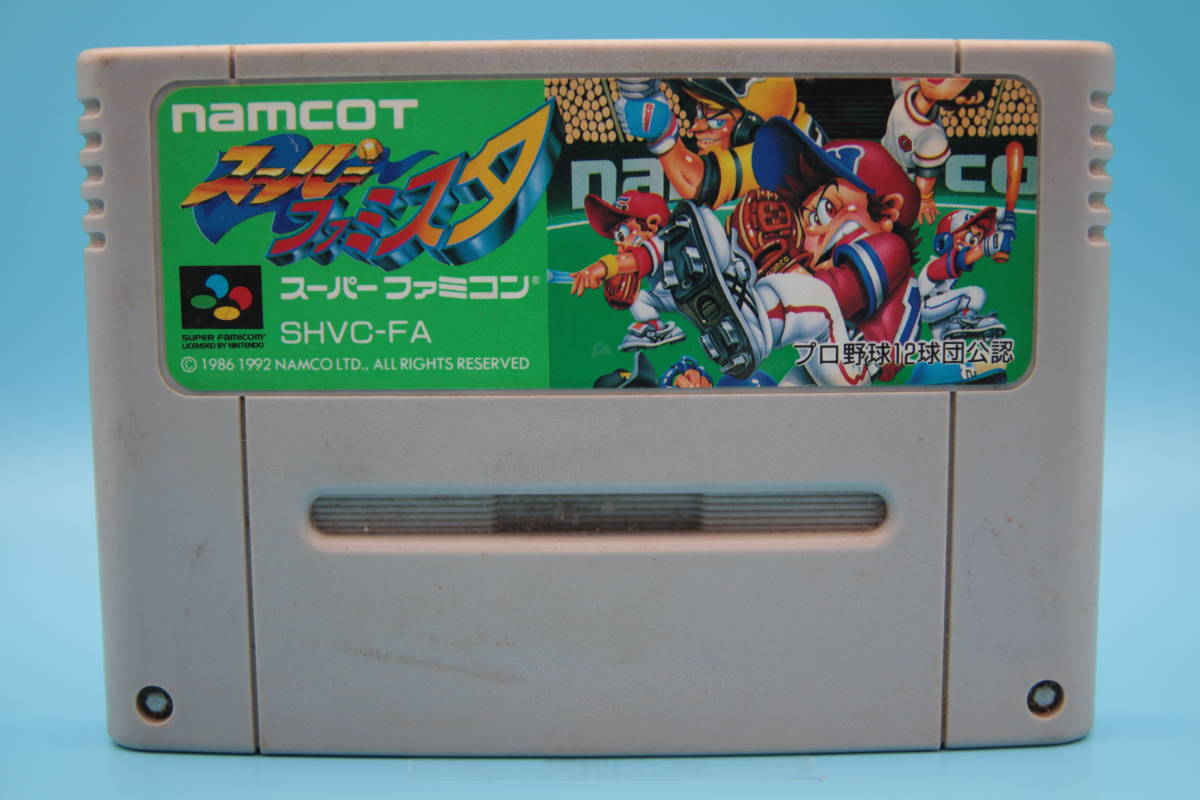 namcot
スーパー
ファミスタ
スーパーファミコン®
SUPER FAMICOM
LICENSED BY NINTENDO
SHVC-FA
© 1986 1992 NAMCO LTD., ALL RIGHTS RESERVED
プロ野球12球団公認